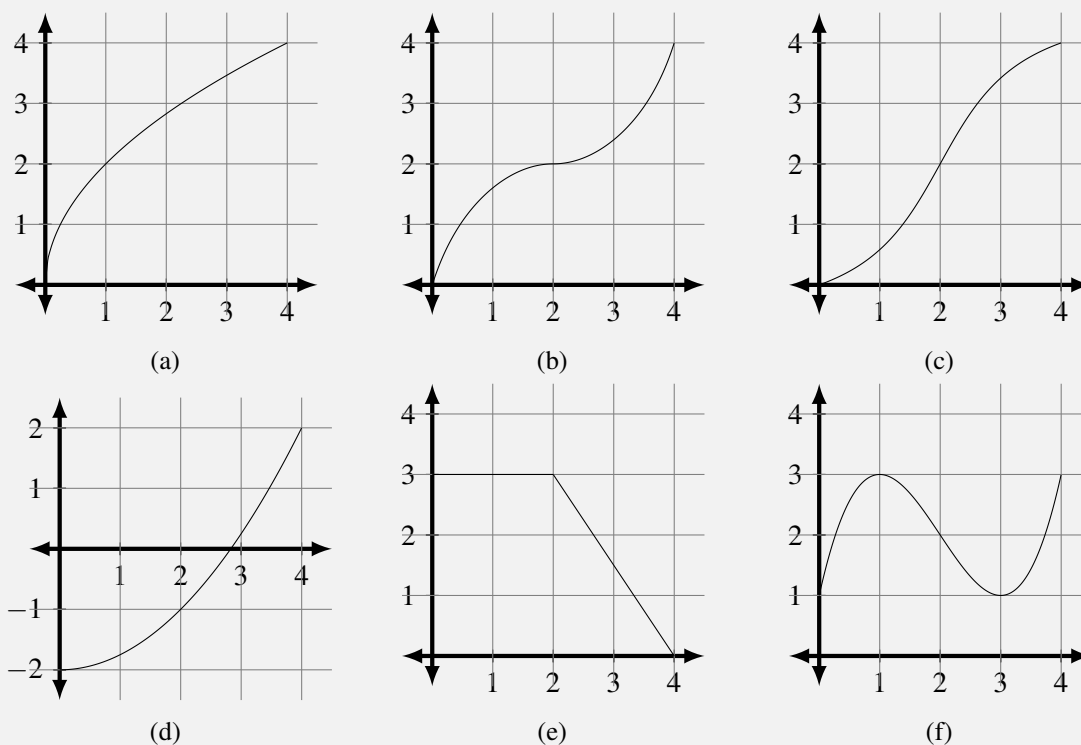 4 4 4
3 3 3
2 2 2
1 1 1
1 2 3 4 1 2 3 4 1 2 3 4
(a) (b) (c)
2 4 4
1 3 3
1 2 3 4 2 2
−1 1 1
−2 1 2 3 4 1 2 3 4
(d) (e) (f)